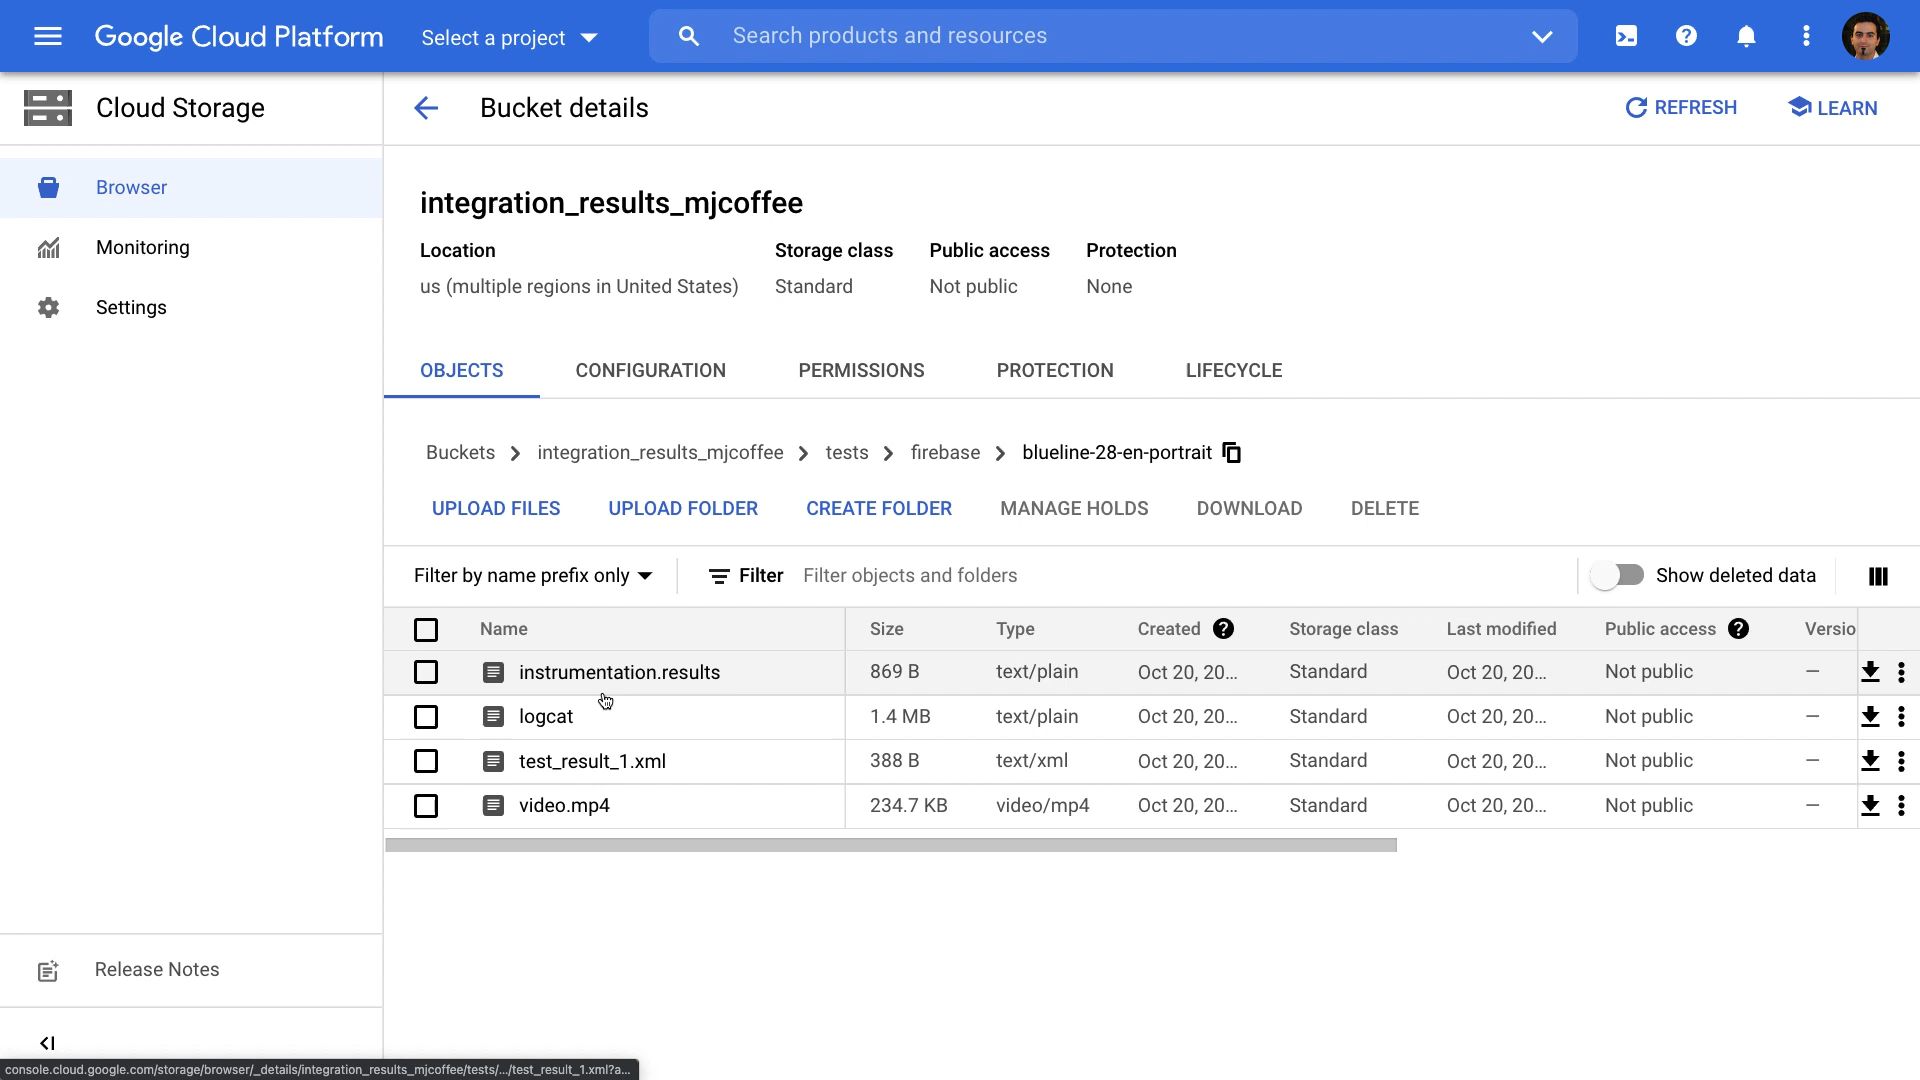 Google Cloud Platform Select a project Search products and resources
Cloud Storage
Bucket details
REFRESH LEARN
Browser
Monitoring
Settings
integration_results_mjcoffee
Location Storage class Public access Protection
us (multiple regions in United States) Standard Not public None
OBJECTS CONFIGURATION PERMISSIONS PROTECTION LIFECYCLE
Buckets > integration_results_mjcoffee > tests > firebase > blueline-28-en-portrait
UPLOAD FILES UPLOAD FOLDER CREATE FOLDER MANAGE HOLDS DOWNLOAD DELETE
Filter by name prefix only Filter Filter objects and folders Show deleted data
Name Size Type Created Storage class Last modified Public access Versio
instrumentation.results 869 B text/plain Oct 20, 20... Standard Oct 20, 20... Not public —
logcat 1.4 MB text/plain Oct 20, 20... Standard Oct 20, 20... Not public —
test_result_1.xml 388 B text/xml Oct 20, 20... Standard Oct 20, 20... Not public —
video.mp4 234.7 KB video/mp4 Oct 20, 20... Standard Oct 20, 20... Not public —
Release Notes
console.cloud.google.com/storage/browser/_details/integration_results_mjcoffee/tests/.../test_result_1.xml?a...